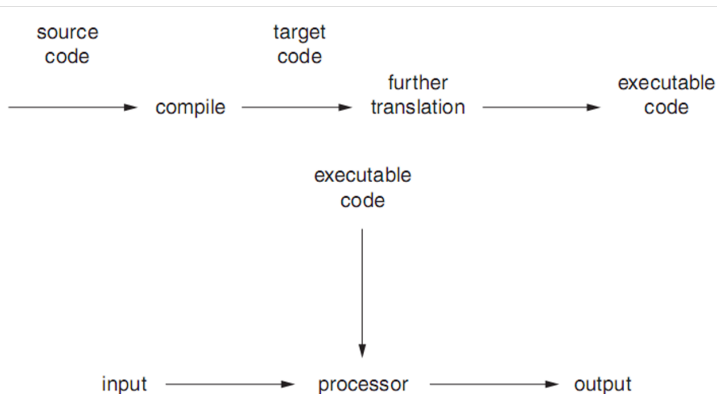 source
code
target
code
further
translation
executable
code
compile
executable
code
input
processor
output